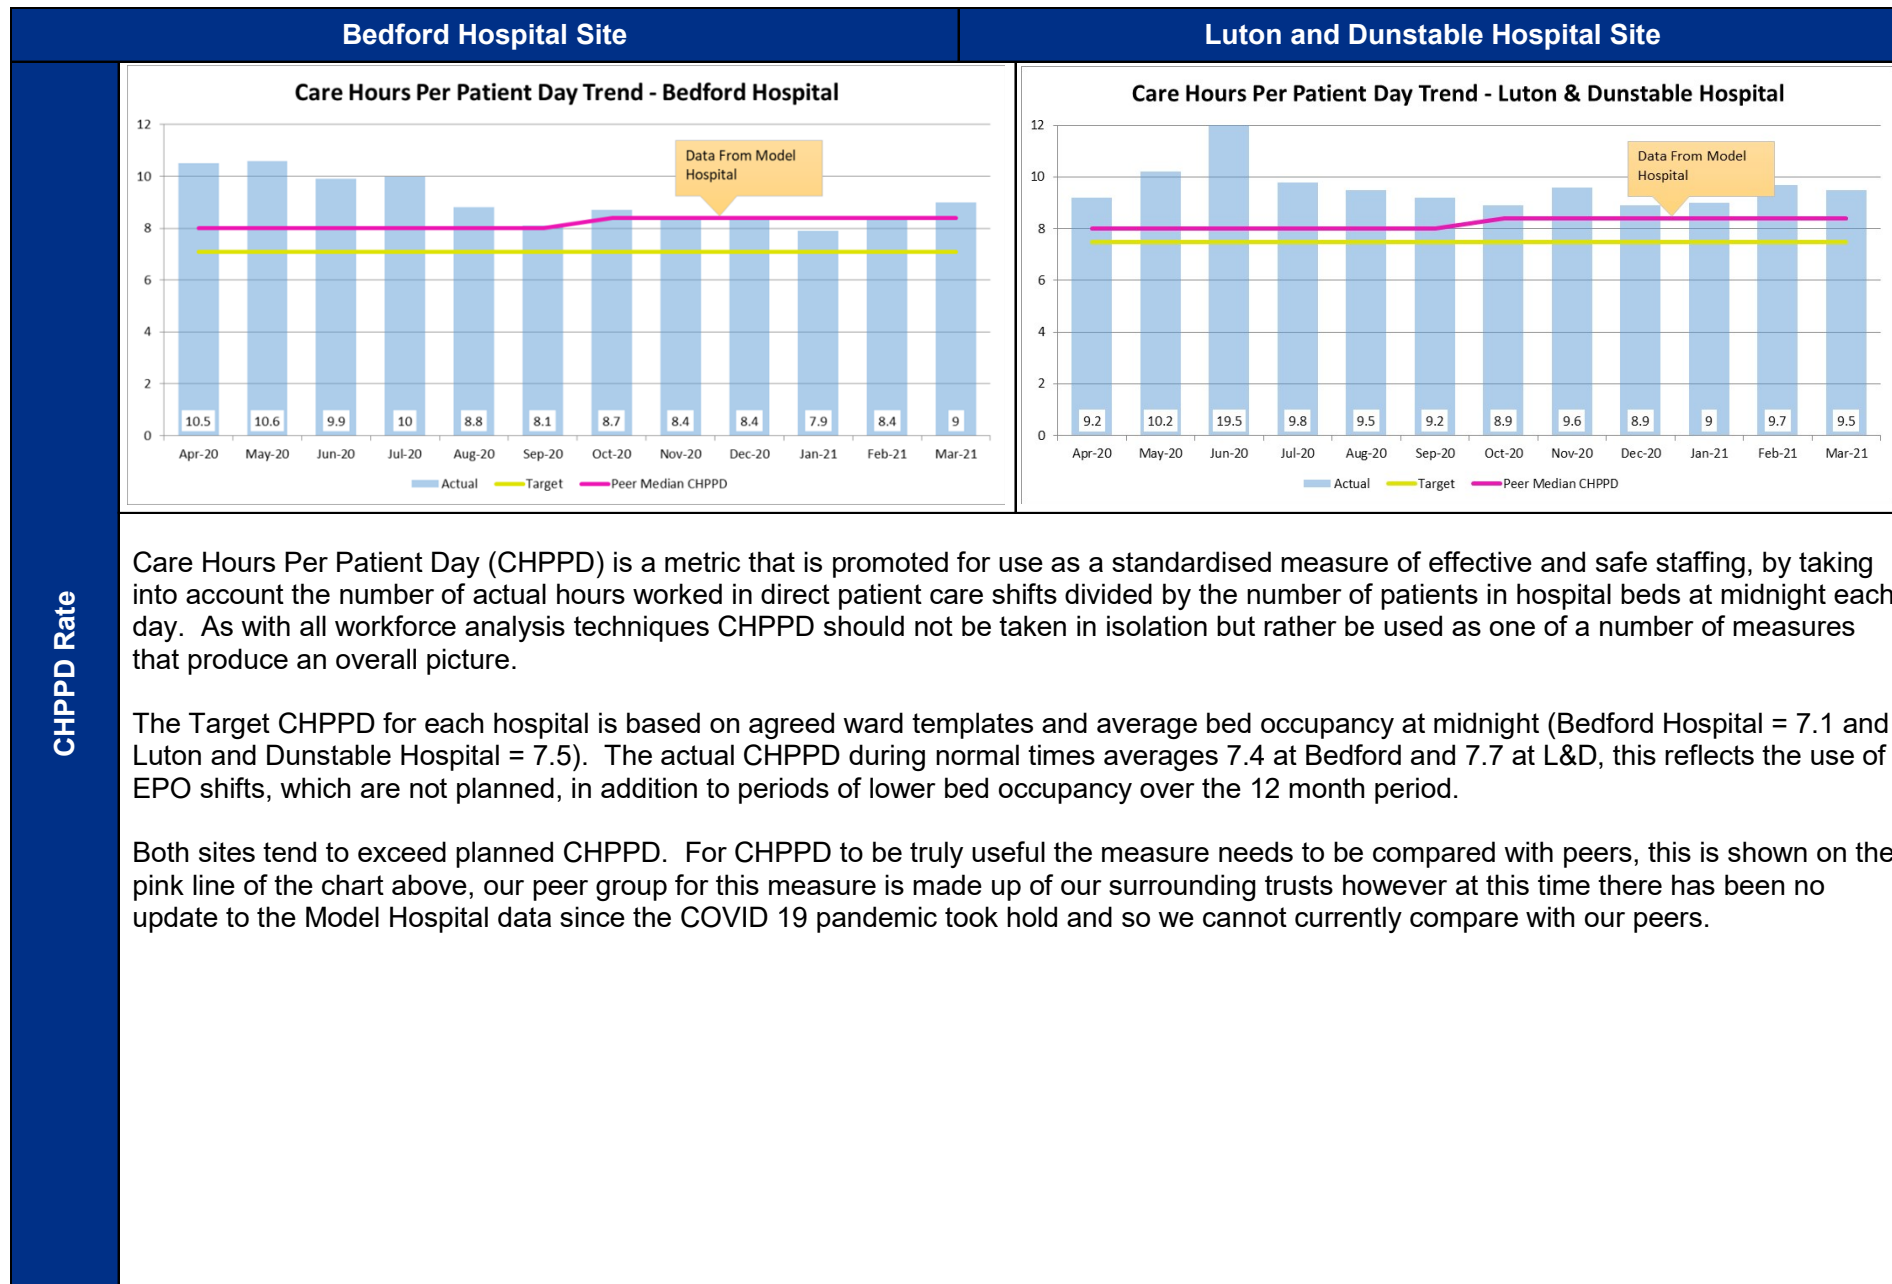 Bedford Hospital Site
Luton and Dunstable Hospital Site
CHPPD Rate
Care Hours Per Patient Day Trend - Bedford Hospital
12
10
8
6
4
2
0
Data From Model
Hospital
10.5 10.6 9.9 10 8.8 8.1 8.7 8.4 8.4 7.9 8.4 9
Apr-20 May-20 Jun-20 Jul-20 Aug-20 Sep-20 Oct-20 Nov-20 Dec-20 Jan-21 Feb-21 Mar-21
Actual Target Peer Median CHPPD
Care Hours Per Patient Day Trend - Luton & Dunstable Hospital
12
10
8
6
4
2
0
Data From Model
Hospital
9.2 10.2 19.5 9.8 9.5 9.2 8.9 9.6 8.9 9 9.7 9.5
Apr-20 May-20 Jun-20 Jul-20 Aug-20 Sep-20 Oct-20 Nov-20 Dec-20 Jan-21 Feb-21 Mar-21
Actual Target Peer Median CHPPD
Care Hours Per Patient Day (CHPPD) is a metric that is promoted for use as a standardised measure of effective and safe staffing, by taking
into account the number of actual hours worked in direct patient care shifts divided by the number of patients in hospital beds at midnight each
day. As with all workforce analysis techniques CHPPD should not be taken in isolation but rather be used as one of a number of measures
that produce an overall picture.
The Target CHPPD for each hospital is based on agreed ward templates and average bed occupancy at midnight (Bedford Hospital = 7.1 and
Luton and Dunstable Hospital = 7.5). The actual CHPPD during normal times averages 7.4 at Bedford and 7.7 at L&D, this reflects the use of
EPO shifts, which are not planned, in addition to periods of lower bed occupancy over the 12 month period.
Both sites tend to exceed planned CHPPD. For CHPPD to be truly useful the measure needs to be compared with peers, this is shown on the
pink line of the chart above, our peer group for this measure is made up of our surrounding trusts however at this time there has been no
update to the Model Hospital data since the COVID 19 pandemic took hold and so we cannot currently compare with our peers.